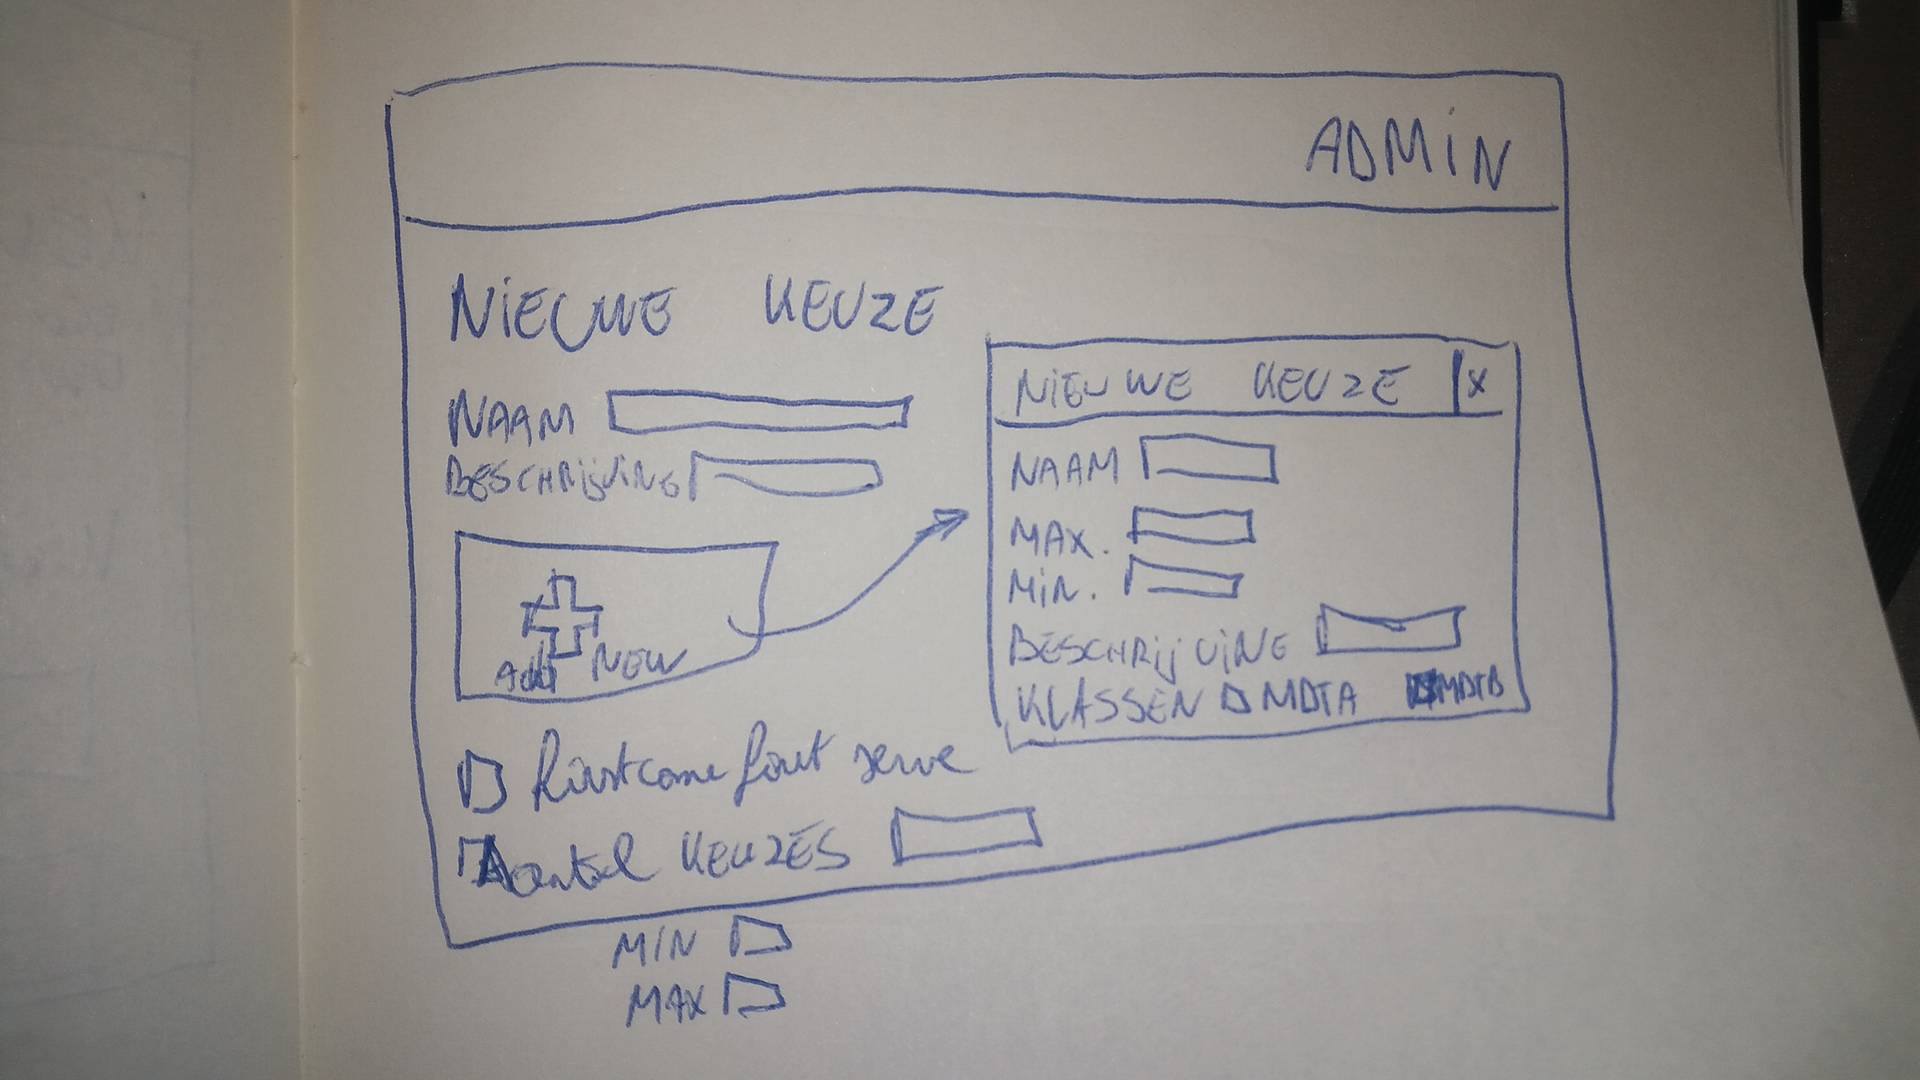 ADMIN
NIEUWE KEUZE
NAAM
BESCHRIJVING
Add NEW
NIEUWE KEUZE X
NAAM
MAX.
MIN.
BESCHRIJVING
KLASSEN MDTA MDTB
Firstcome first serve
Aantal KEUZES
MIN
MAX